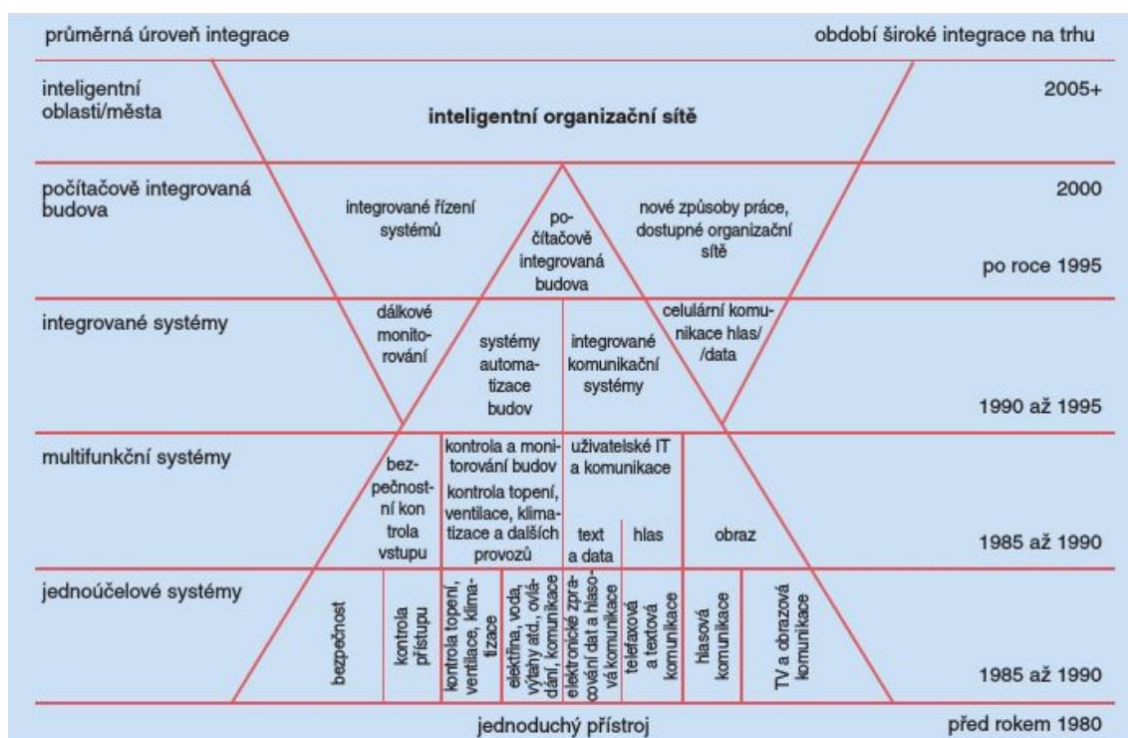 průměrná úroveň integrace
období široké integrace na trhu
inteligentní
oblasti/města
inteligentní organizační sítě
2005+
počítačově integrovaná
budova
integrované řízení
systémů
po-
čítačově
integrovaná
budova
nové způsoby práce,
dostupné organizační
sítě
2000
po roce 1995
integrované systémy
dálkové
monito-
rování
systémy
automa-
tizace
budov
integrované
komunikační
systémy
celulární komu-
nikace hlas/
/data
1990 až 1995
multifunkční systémy
bez-
pečnost-
ní kon
trola
vstupu
kontrola a moni-
torování budov
kontrola topení,
ventilace, klima-
tizace a dalších
provozů
uživatelské IT
a komunikace
text
a data
hlas
obraz
1985 až 1990
jednoúčelové systémy
bezpečnost
kontrola
přístupu
kontrola topení,
ventilace, klima-
tizace
elektřina, voda,
výtahy atd., ovlá-
dání, komunikace
elektronické zpra-
cování dat a hlaso-
vá komunikace
telefaxová
a textová
komunikace
hlasová
komunikace
TV a obrazová
komunikace
1985 až 1990
jednoduchý přístroj
před rokem 1980